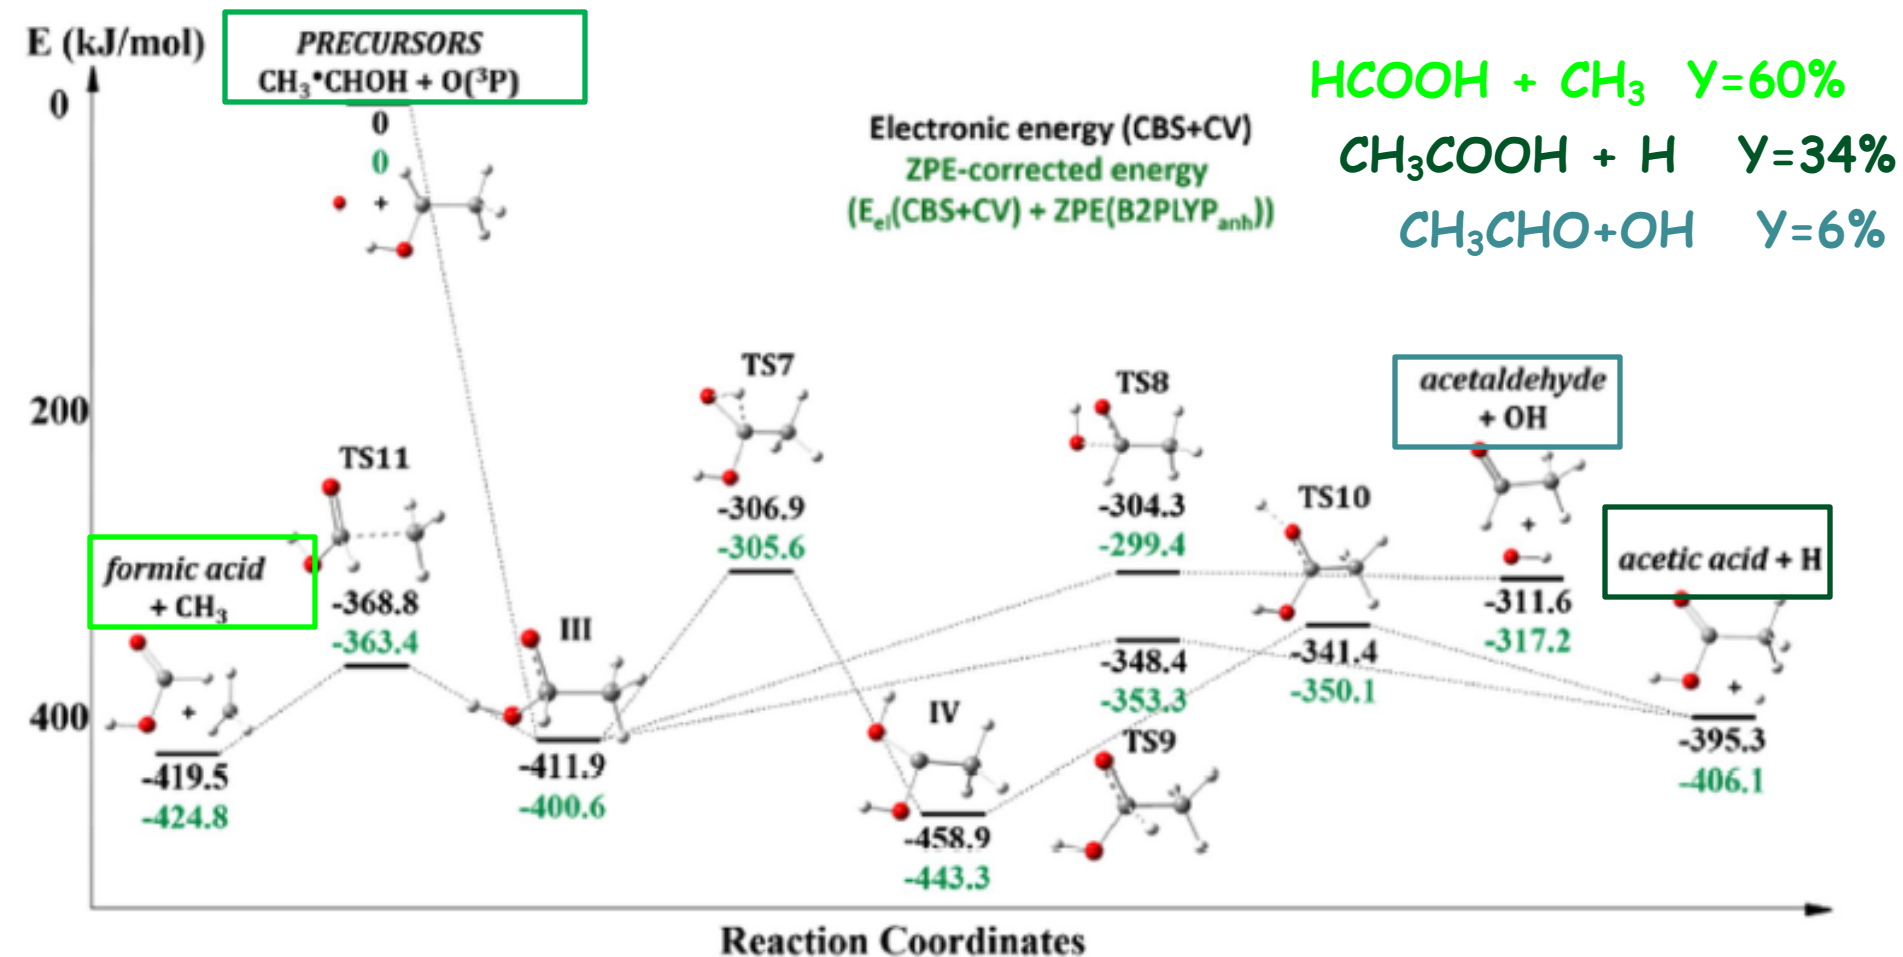 E (kJ/mol)
PRECURSORS
CH₃•CHOH + O(³P)
0
0
0
+
Electronic energy (CBS+CV)
ZPE-corrected energy
(Eₑₗ(CBS+CV) + ZPE(B2PLYPₐₙₕ))
HCOOH + CH₃ Y=60%
CH₃COOH + H Y=34%
CH₃CHO+OH Y=6%
200
400
TS7
-306.9
-305.6
TS8
-304.3
-299.4
acetaldehyde
+ OH
+
-311.6
-317.2
TS11
-368.8
-363.4
TS10
-341.4
-350.1
formic acid
+ CH₃
+
-419.5
-424.8
acetic acid + H
+
-395.3
-406.1
III
-411.9
-400.6
-348.4
-353.3
TS9
IV
-458.9
-443.3
Reaction Coordinates